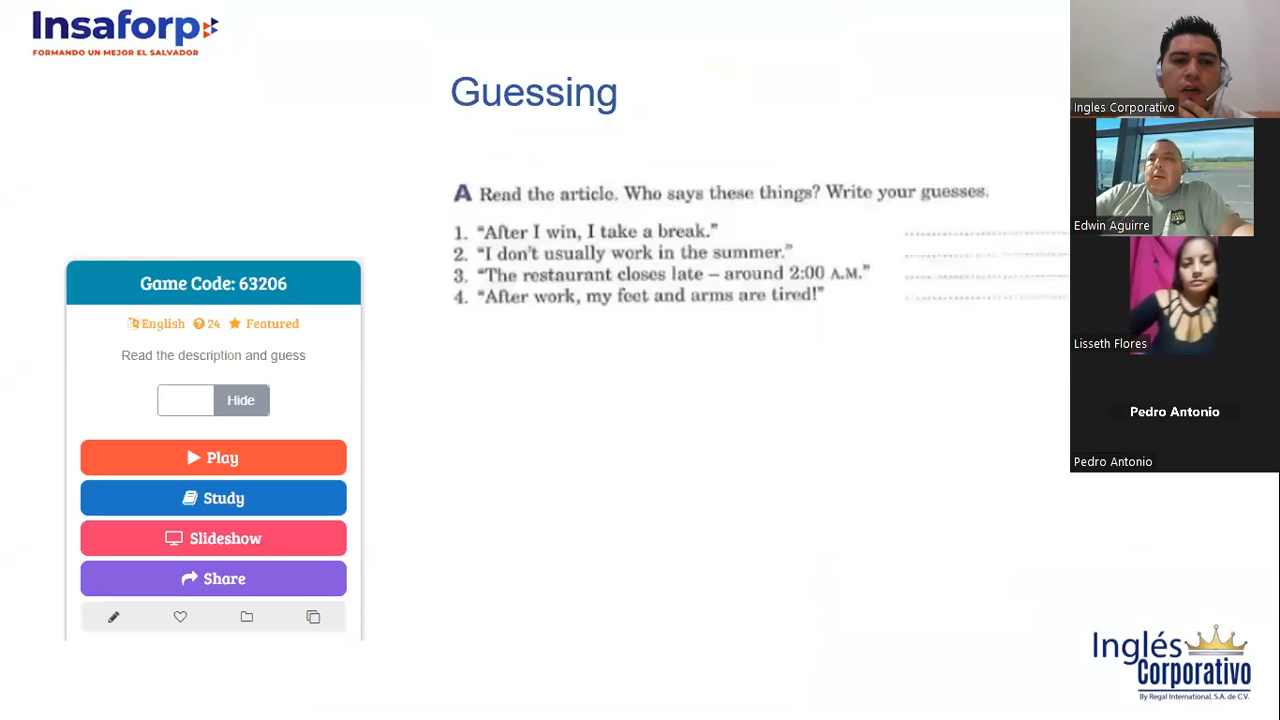 Insaforp
FORMANDO UN MEJOR EL SALVADOR
Guessing
A Read the article. Who says these things? Write your guesses.
1. “After I win, I take a break.”
2. “I don't usually work in the summer.”
3. “The restaurant closes late – around 2:00 A.M.”
4. “After work, my feet and arms are tired!”
Game Code: 63206
English 24 Featured
Read the description and guess
Hide
Play
Study
Slideshow
Share
Ingles Corporativo
Edwin Aguirre
Lisseth Flores
Pedro Antonio
Pedro Antonio
Inglés
Corporativo
By Regal International, S.A. de C.V.